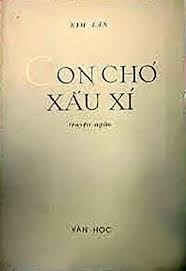 KIM LÂN
CON CHÓ
XẤU XÍ
truyện ngắn
VĂN HỌC